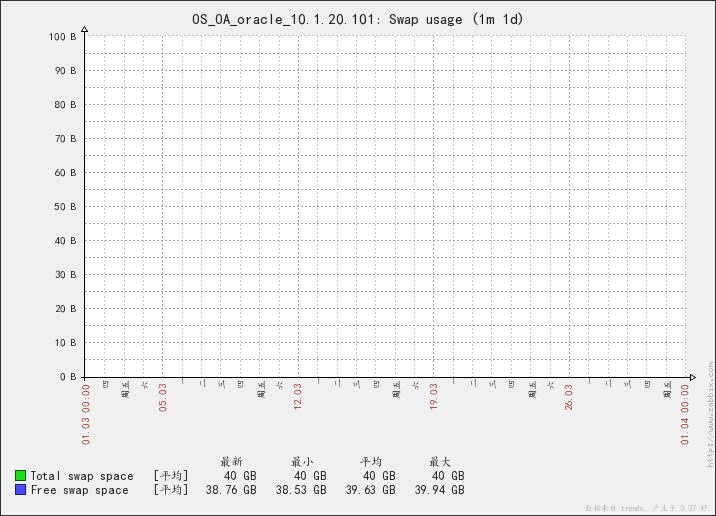 OS_OA_oracle_10.1.20.101: Swap usage (1m 1d)
100 B
90 B
80 B
70 B
60 B
50 B
40 B
30 B
20 B
10 B
0 B
01.03 00:00 四 周五 六 05.03 一 二 三 四 周五 六 12.03 一 二 三 四 周五 六 19.03 一 二 三 四 周五 六 26.03 一 二 三 四 周五 01.04 00:00
http://www.zabbix.com
最新 最小 平均 最大
Total swap space [平均] 40 GB 40 GB 40 GB 40 GB
Free swap space [平均] 38.76 GB 38.53 GB 39.63 GB 39.94 GB
数据来自 trends. 产生于 0.07 秒